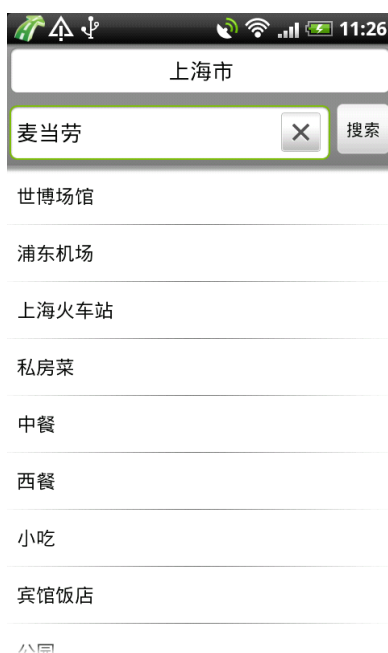 11:26
上海市
麦当劳
搜索
世博场馆
浦东机场
上海火车站
私房菜
中餐
西餐
小吃
宾馆饭店